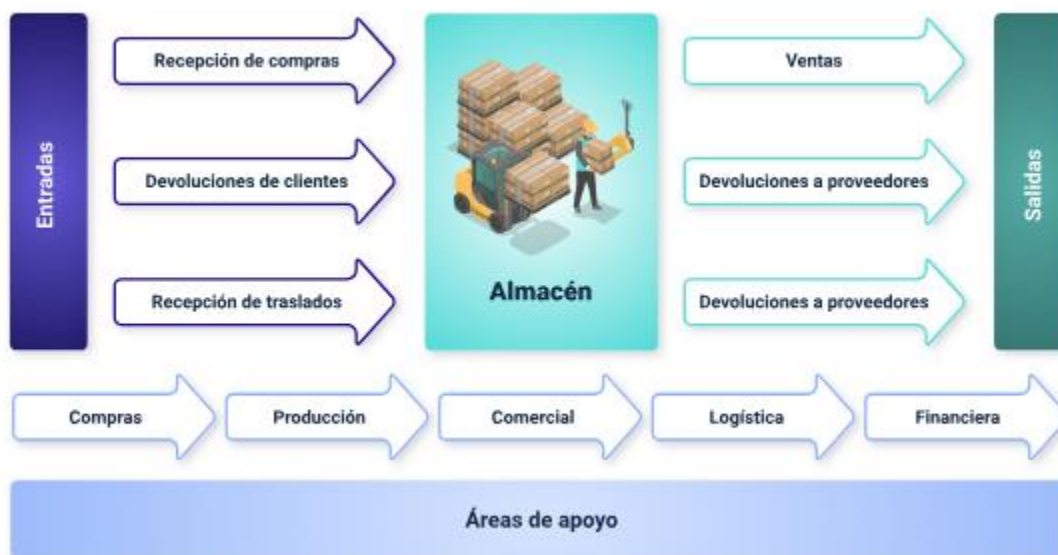 Entradas
Recepción de compras
Devoluciones de clientes
Recepción de traslados
Almacén
Ventas
Devoluciones a proveedores
Devoluciones a proveedores
Salidas
Compras
Producción
Comercial
Logística
Financiera
Áreas de apoyo